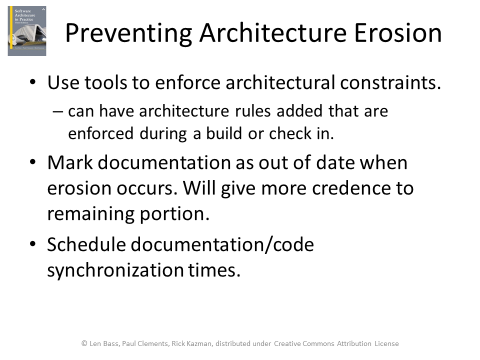 Software
Architecture
in Practice
Preventing Architecture Erosion
• Use tools to enforce architectural constraints.
– can have architecture rules added that are
enforced during a build or check in.
• Mark documentation as out of date when
erosion occurs. Will give more credence to
remaining portion.
• Schedule documentation/code
synchronization times.
© Len Bass, Paul Clements, Rick Kazman, distributed under Creative Commons Attribution License